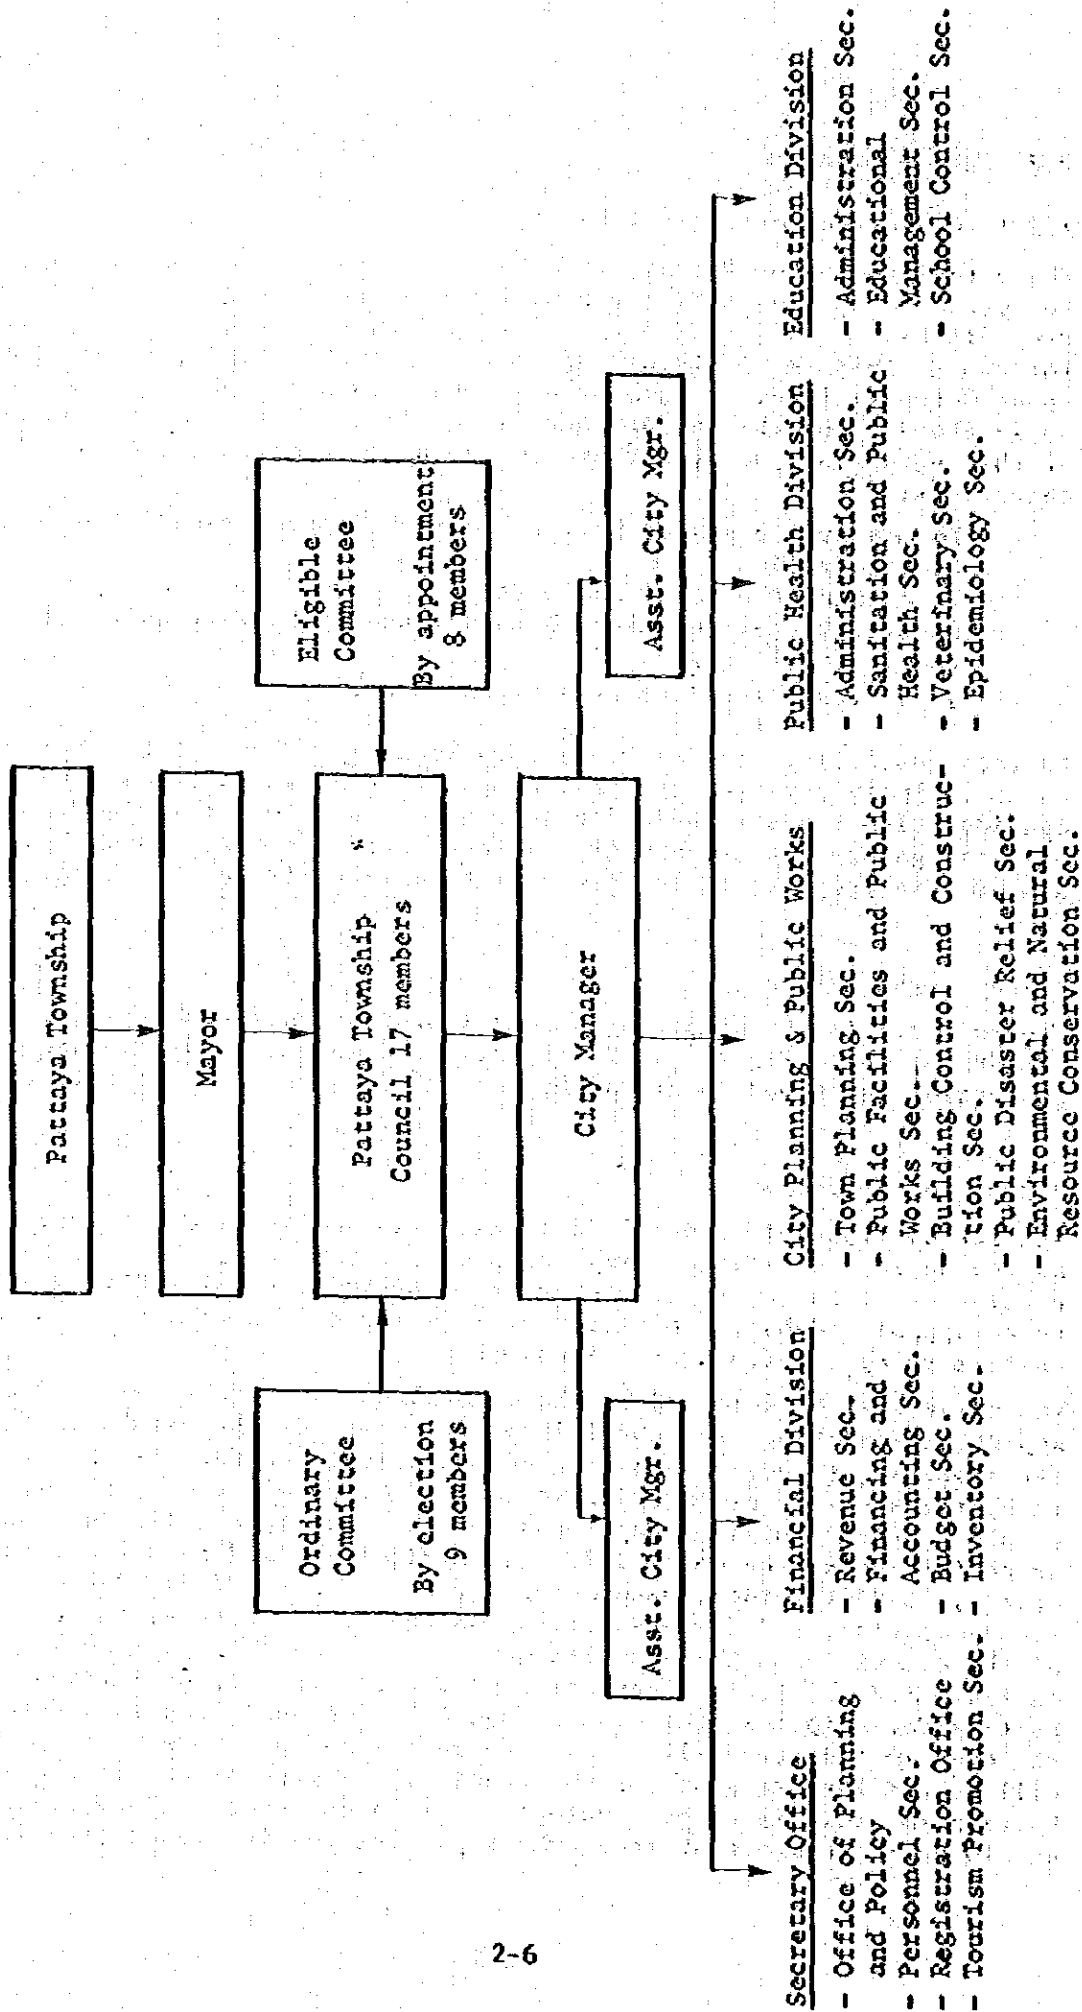 Pattaya Township
Mayor
Ordinary
Committee
By election
9 members
Pattaya Township
Council 17 members
Eligible
Committee
By appointment
8 members
City Manager
Asst. City Mgr.
Asst. City Mgr.
Secretary Office
- Office of Planning
and Policy
- Personnel Sec.
- Registration Office
- Tourism Promotion Sec.
Financial Division
- Revenue Sec.
- Financing and
Accounting Sec.
- Budget Sec.
- Inventory Sec.
City Planning & Public Works
- Town Planning Sec.
- Public Facilities and Public
Works Sec.
- Building Control and Construc-
tion Sec.
- Public Disaster Relief Sec.
- Environmental and Natural
Resource Conservation Sec.
Public Health Division
- Administration Sec.
- Sanitation and Public
Health Sec.
- Veterinary Sec.
- Epidemiology Sec.
Education Division
- Administration Sec.
- Educational
Management Sec.
- School Control Sec.
2-6